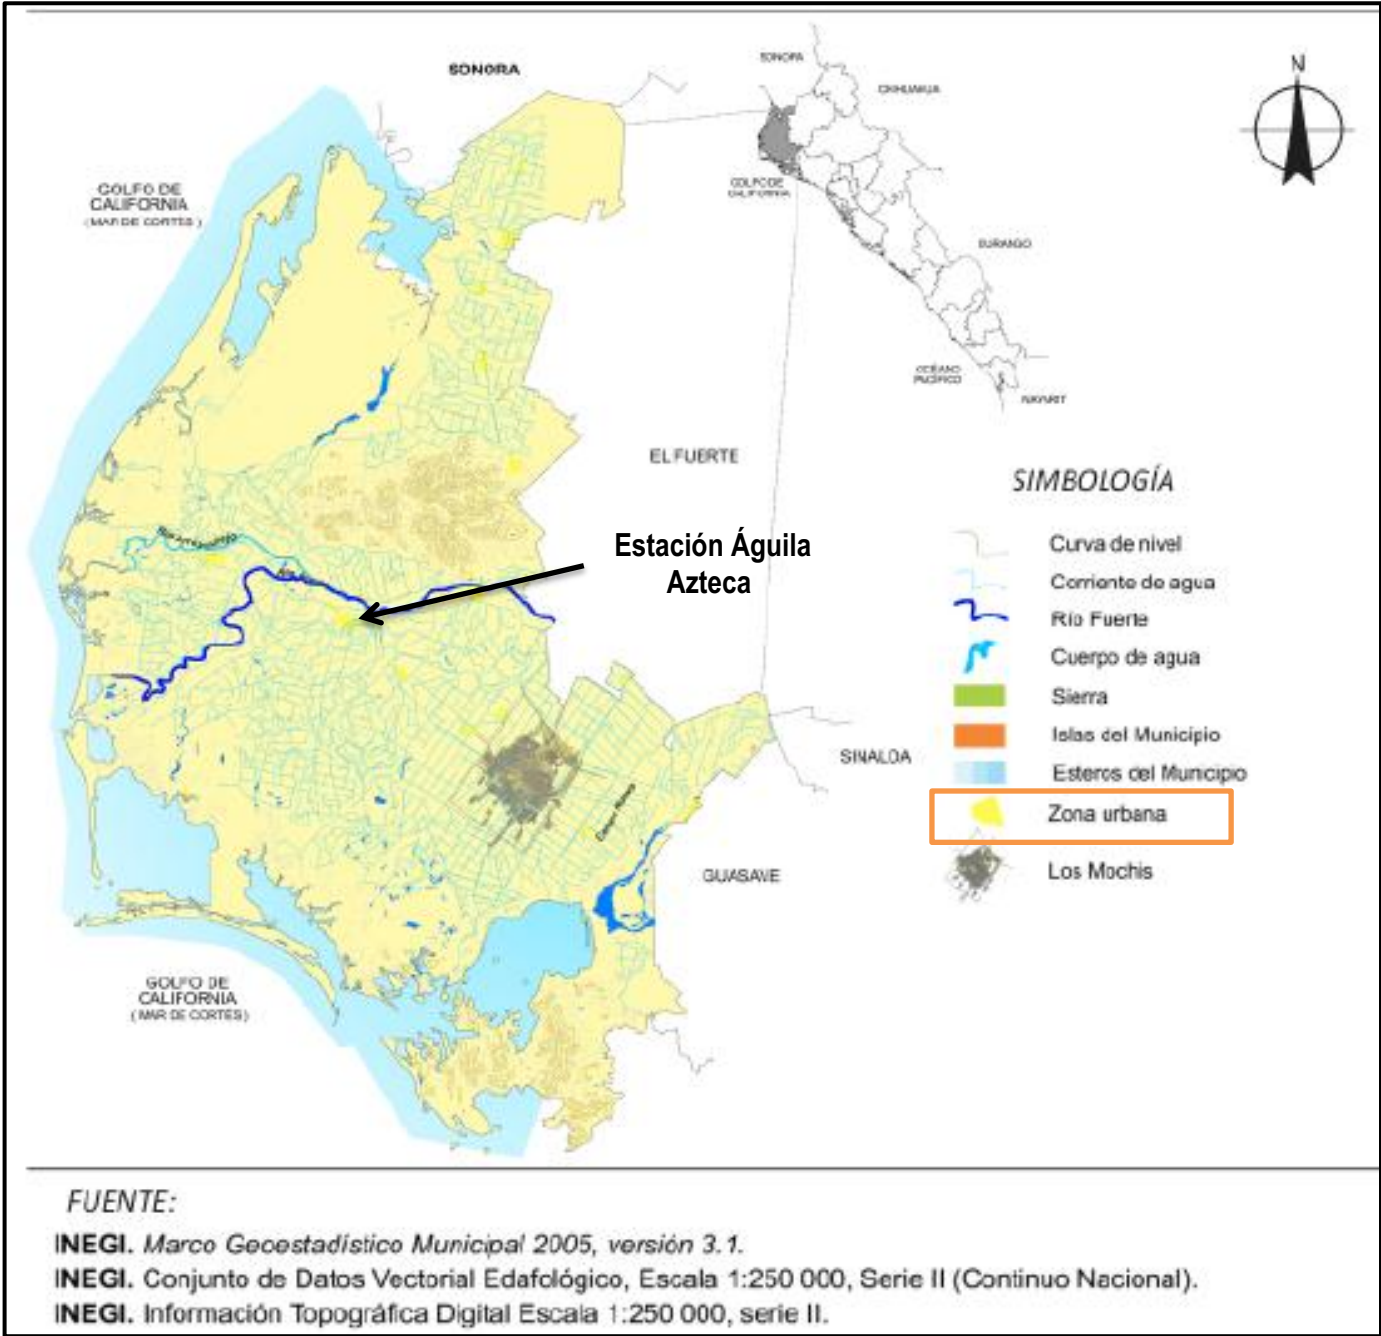 SONORA
SONORA
CHIHUAHUA
N
GOLFO DE
CALIFORNIA
( MAR DE CORTES )
GOLFO DE
CALIFORNIA
DURANGO
OCÉANO
PACÍFICO
NAYARIT
EL FUERTE
SIMBOLOGÍA
Estación Águila
Azteca
Curva de nivel
Corriente de agua
Río Fuerte
Cuerpo de agua
Sierra
Islas del Municipio
Esteros del Municipio
Zona urbana
Los Mochis
SINALOA
GUASAVE
GOLFO DE
CALIFORNIA
( MAR DE CORTES )
FUENTE:
INEGI. Marco Geoestadístico Municipal 2005, versión 3.1.
INEGI. Conjunto de Datos Vectorial Edafológico, Escala 1:250 000, Serie II (Continuo Nacional).
INEGI. Información Topográfica Digital Escala 1:250 000, serie II.